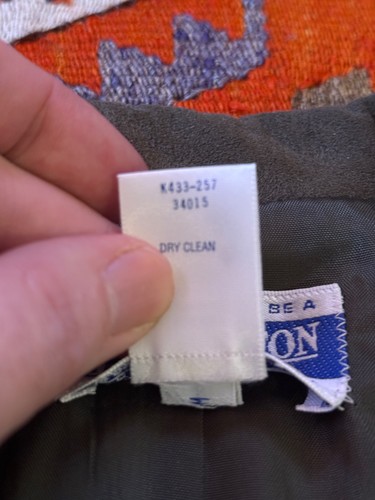 K433-257
34015
DRY CLEAN
BE A
ON